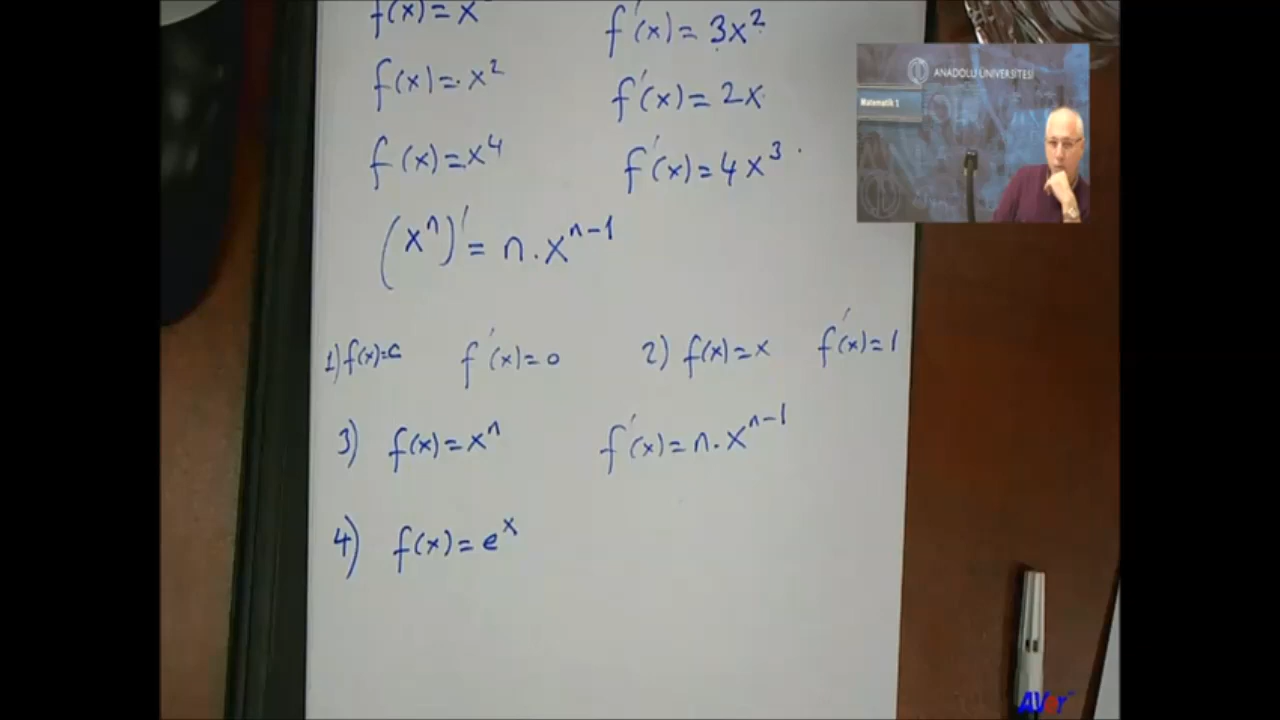 f(x) = x
f'(x) = 3x²
f(x) = x²
f'(x) = 2x
f(x) = x⁴
f'(x) = 4x³
(xⁿ)' = n·xⁿ⁻¹
1) f(x)=c f'(x)=0 2) f(x)=x f'(x)=1
3) f(x)=xⁿ f'(x)=n·xⁿ⁻¹
4) f(x)=eˣ
ANADOLU ÜNİVERSİTESİ
Matematik 1